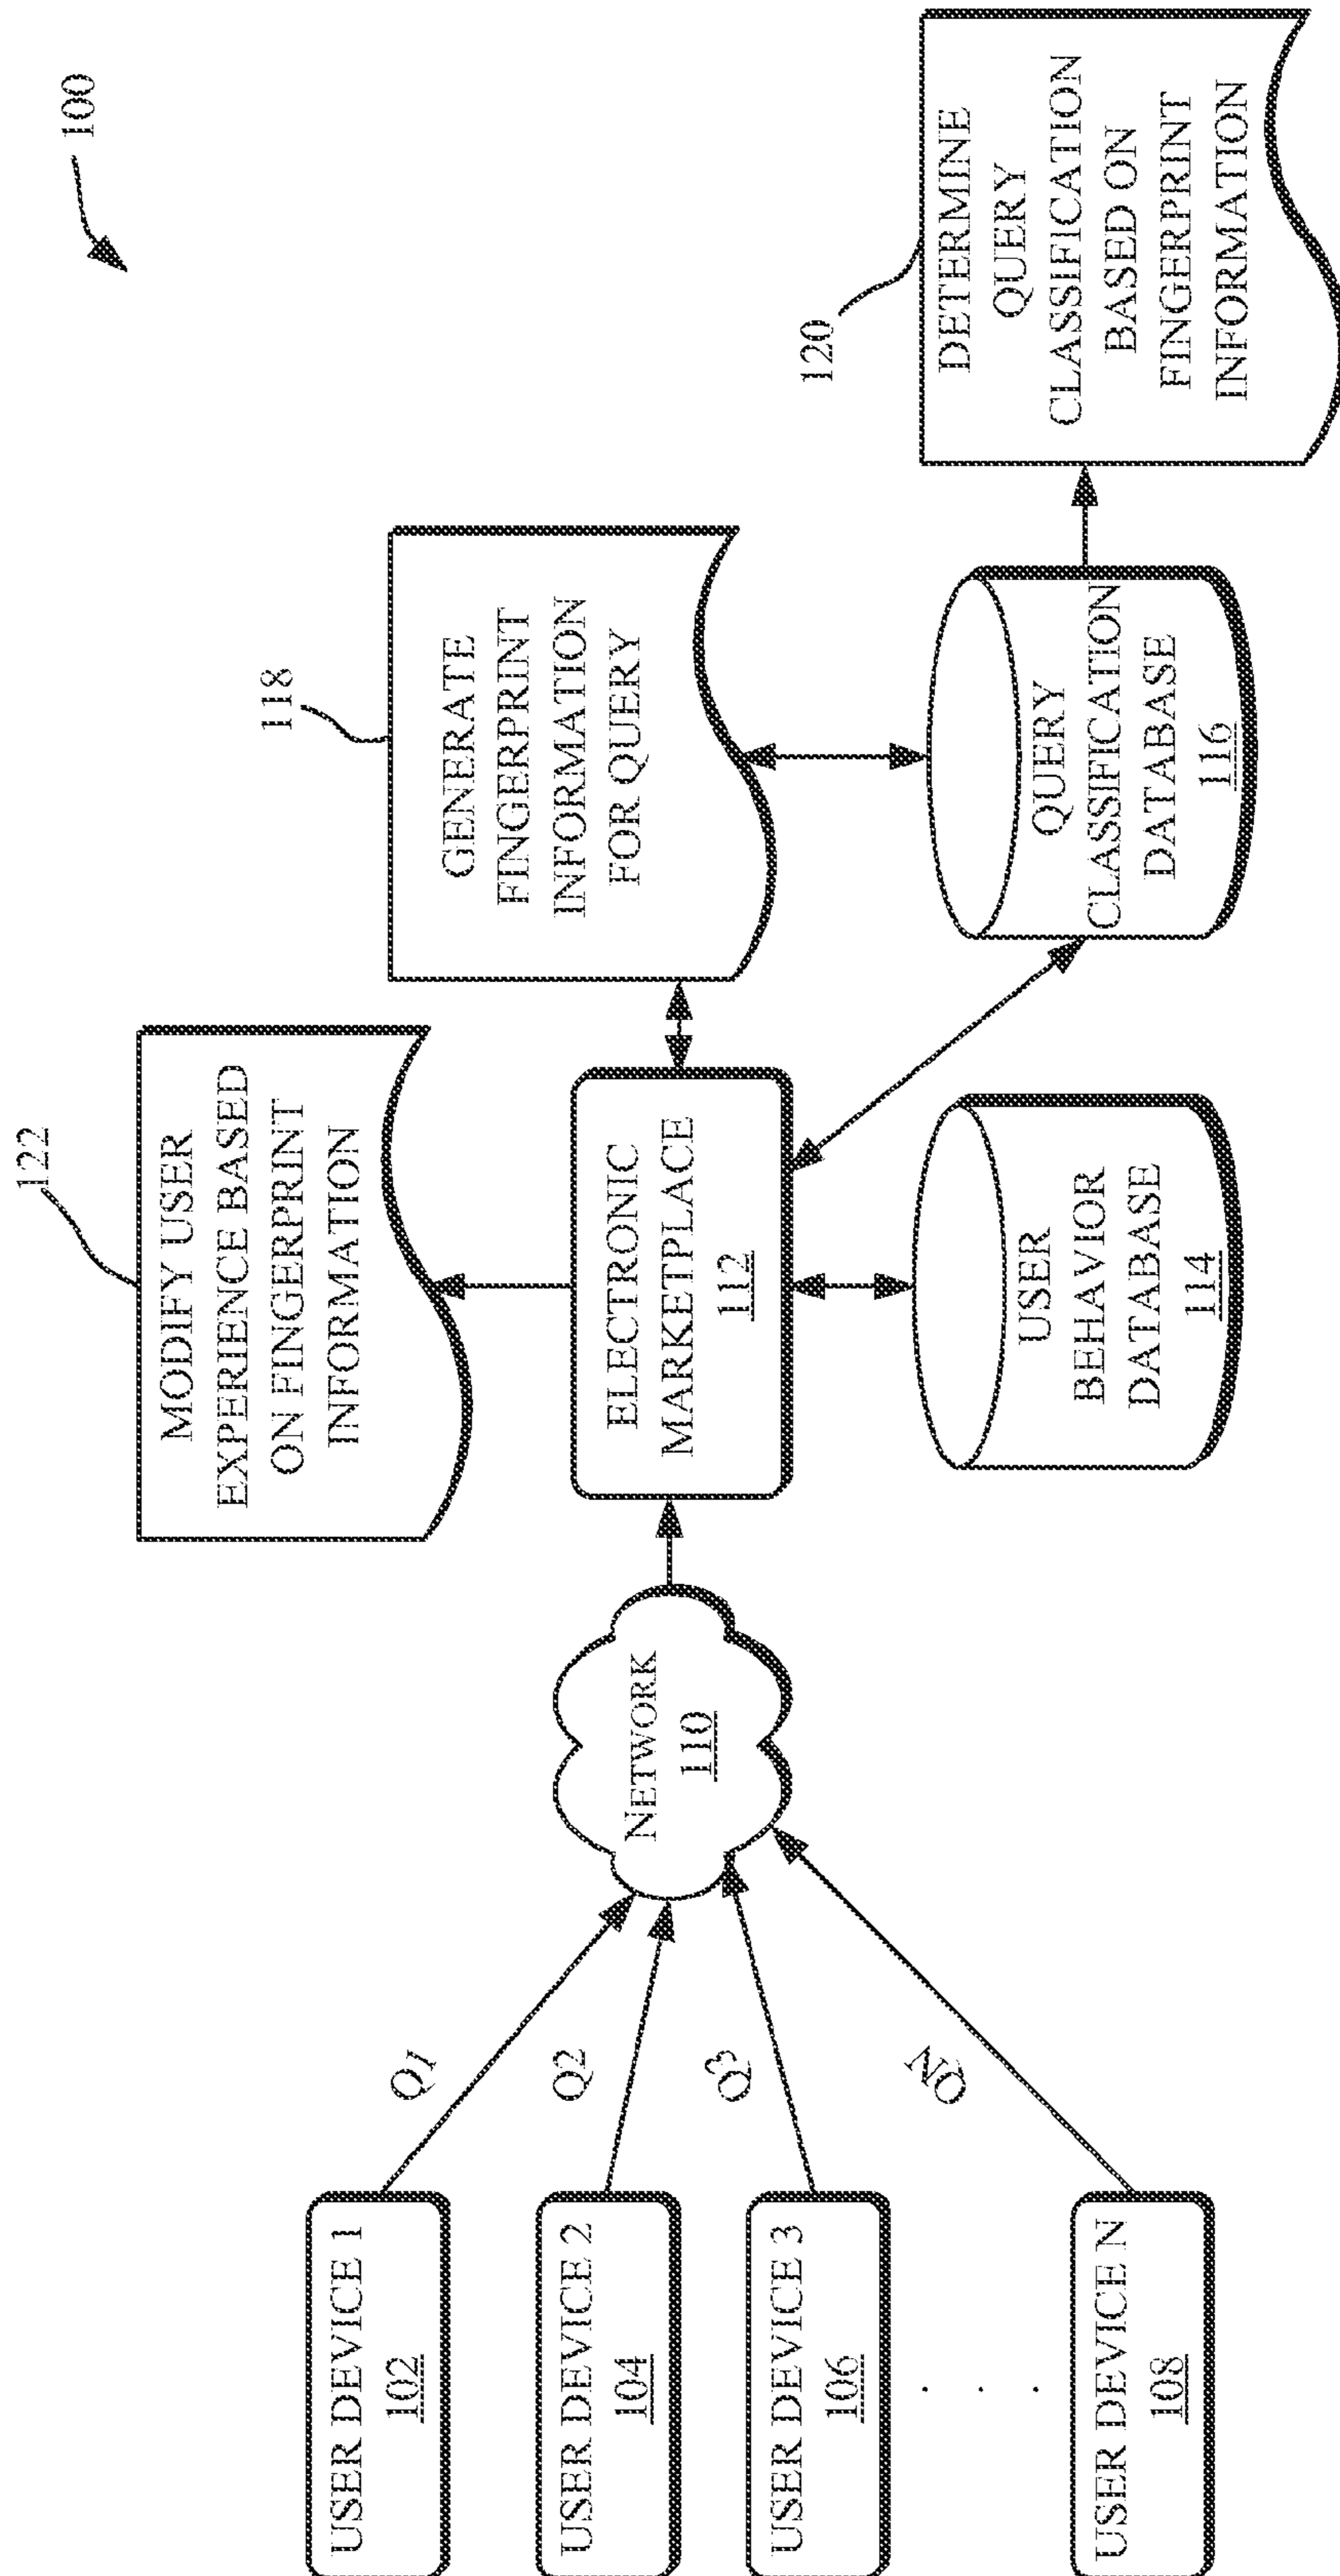 100
122
MODIFY USER
EXPERIENCE BASED
ON FINGERPRINT
INFORMATION
118
GENERATE
FINGERPRINT
INFORMATION
FOR QUERY
120
DETERMINE
QUERY
CLASSIFICATION
BASED ON
FINGERPRINT
INFORMATION
USER DEVICE 1
102
USER DEVICE 2
104
USER DEVICE 3
106
. . .
USER DEVICE N
108
Q1
Q2
Q3
QN
NETWORK
110
ELECTRONIC
MARKETPLACE
112
USER
BEHAVIOR
DATABASE
114
QUERY
CLASSIFICATION
DATABASE
116